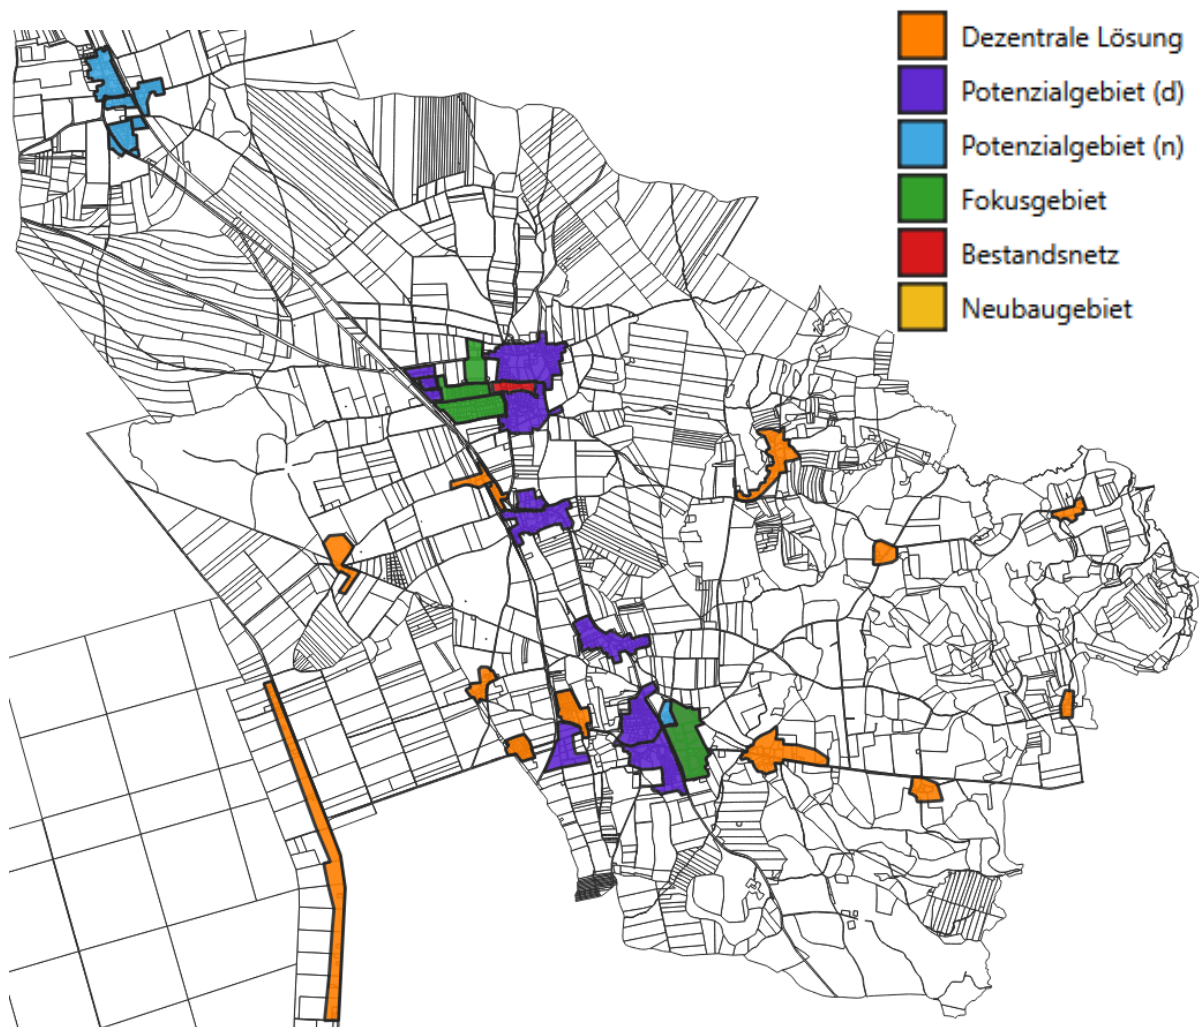 Dezentrale Lösung
Potenzialgebiet (d)
Potenzialgebiet (n)
Fokusgebiet
Bestandsnetz
Neubaugebiet